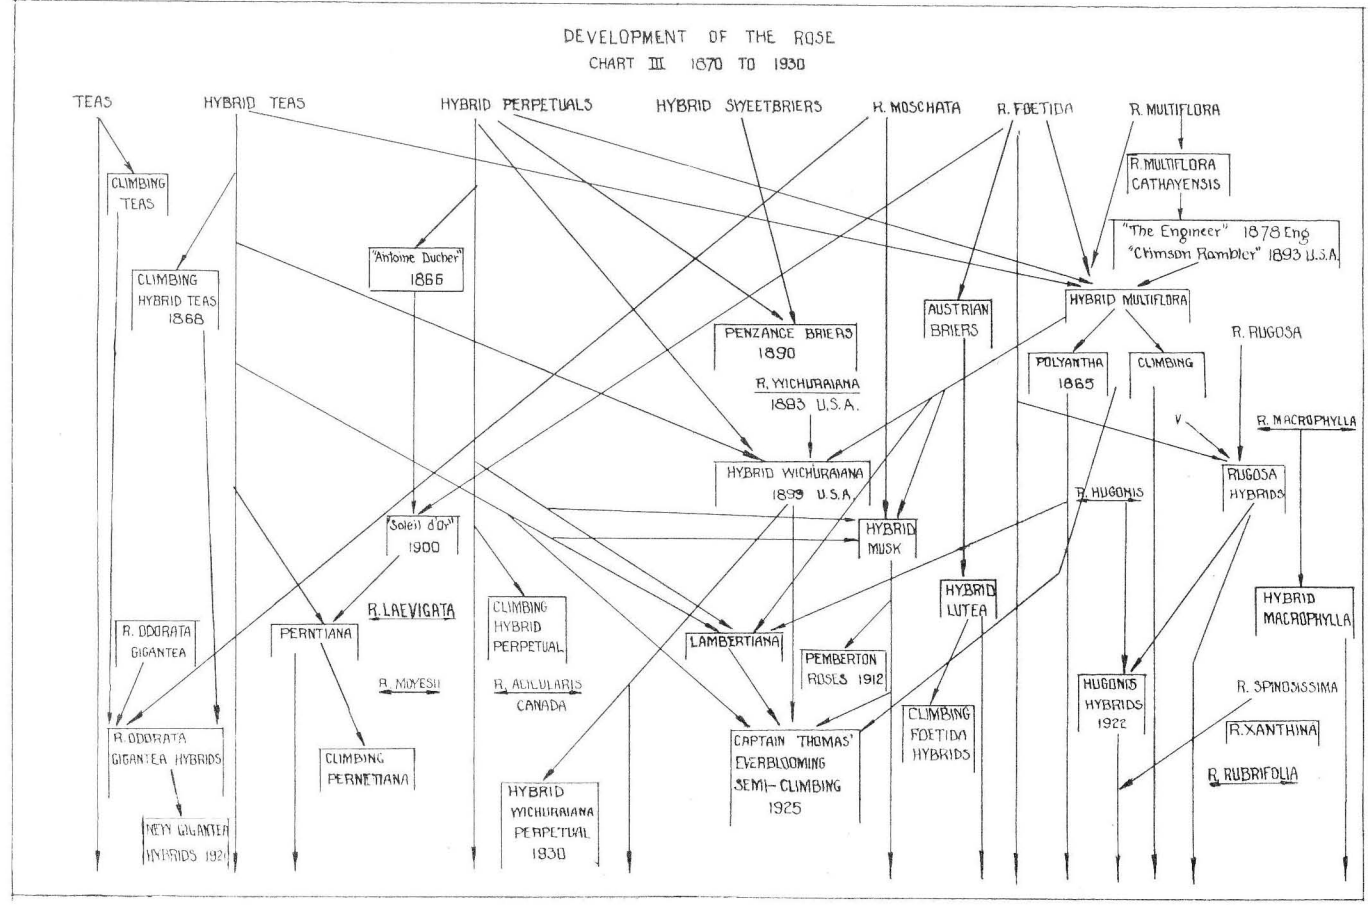 DEVELOPMENT OF THE ROSE
CHART III 1870 TO 1930
TEAS
HYBRID TEAS
HYBRID PERPETUALS
HYBRID SWEETBRIERS
R. MOSCHATA
R. FOETIDA
R. MULTIFLORA
CLIMBING
TEAS
R. MULTIFLORA
CATHAYENSIS
"The Engineer" 1878 Eng
"Crimson Rambler" 1893 U.S.A.
"Antoine Ducher"
1866
CLIMBING
HYBRID TEAS
1868
HYBRID MULTIFLORA
AUSTRIAN
BRIERS
PENZANCE BRIERS
1890
R. RUGOSA
POLYANTHA
1865
CLIMBING
R. WICHURAIANA
1893 U.S.A.
V
R. MACROPHYLLA
HYBRID WICHURAIANA
1899 U.S.A.
RUGOSA
HYBRIDS
R. HUGONIS
"Soleil d'Or"
1900
HYBRID
MUSK
HYBRID
LUTEA
HYBRID
MACROPHYLLA
R. LAEVIGATA
CLIMBING
HYBRID
PERPETUAL
R. ODORATA
GIGANTEA
PERNTIANA
LAMBERTIANA
PEMBERTON
ROSES 1912
R. MOYESII
R. ACICULARIS
CANADA
HUGONIS
HYBRIDS
1922
R. SPINOSISSIMA
CLIMBING
FOETIDA
HYBRIDS
R. XANTHINA
R. ODORATA
GIGANTEA HYBRIDS
CLIMBING
PERNETIANA
CAPTAIN THOMAS'
EVERBLOOMING
SEMI-CLIMBING
1925
R. RUBRIFOLIA
HYBRID
WICHURAIANA
PERPETUAL
1930
NEW GIGANTEA
HYBRIDS 1921